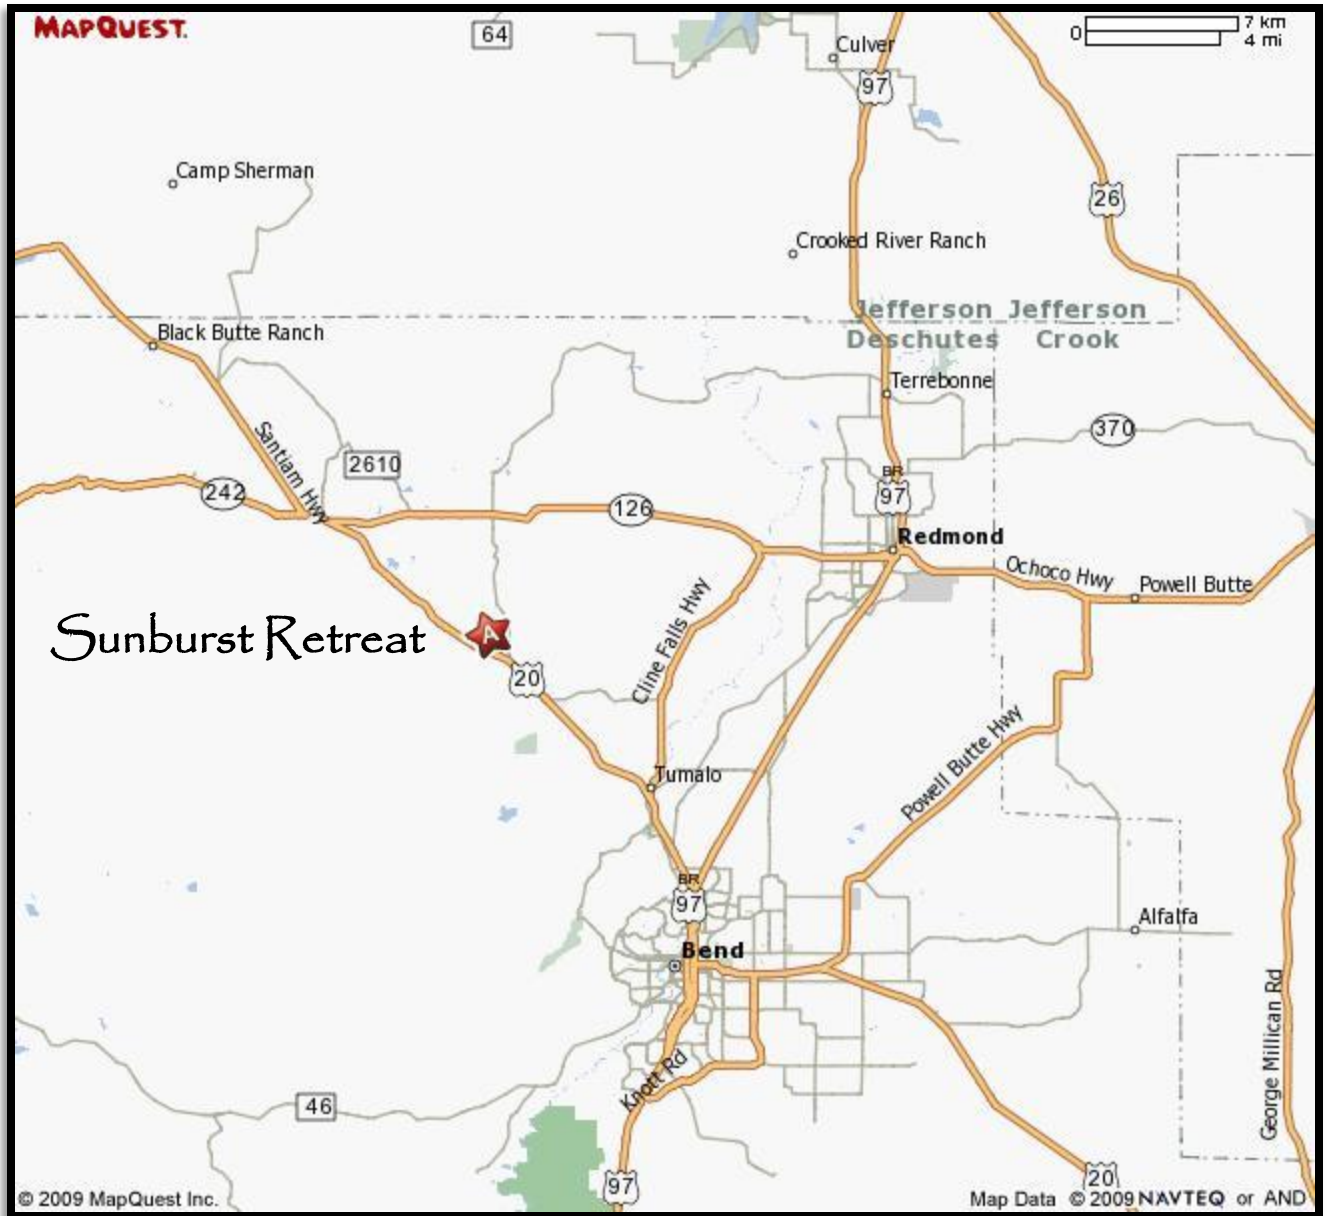 MAPQUEST.
64
0
7 km
4 mi
Culver
97
Camp Sherman
26
Crooked River Ranch
Jefferson Jefferson
Deschutes Crook
Black Butte Ranch
Terrebonne
370
Santiam Hwy
2610
BR
97
242
126
Redmond
Ochoco Hwy
Powell Butte
Cline Falls Hwy
Sunburst Retreat
A
20
Powell Butte Hwy
Tumalo
BR
97
Alfalfa
Bend
George Millican Rd
Knott Rd
46
97
20
© 2009 MapQuest Inc.
Map Data © 2009 NAVTEQ or AND